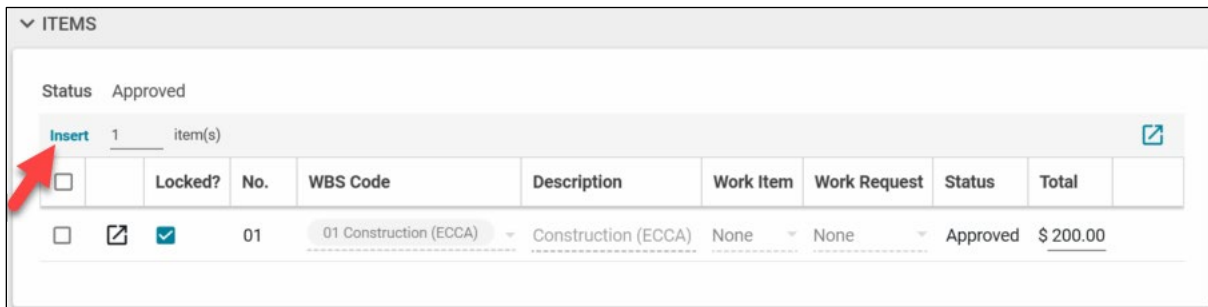 ITEMS
Status Approved
Insert 1 item(s)
Locked? No. WBS Code Description Work Item Work Request Status Total
01 01 Construction (ECCA) Construction (ECCA) None None Approved $ 200.00